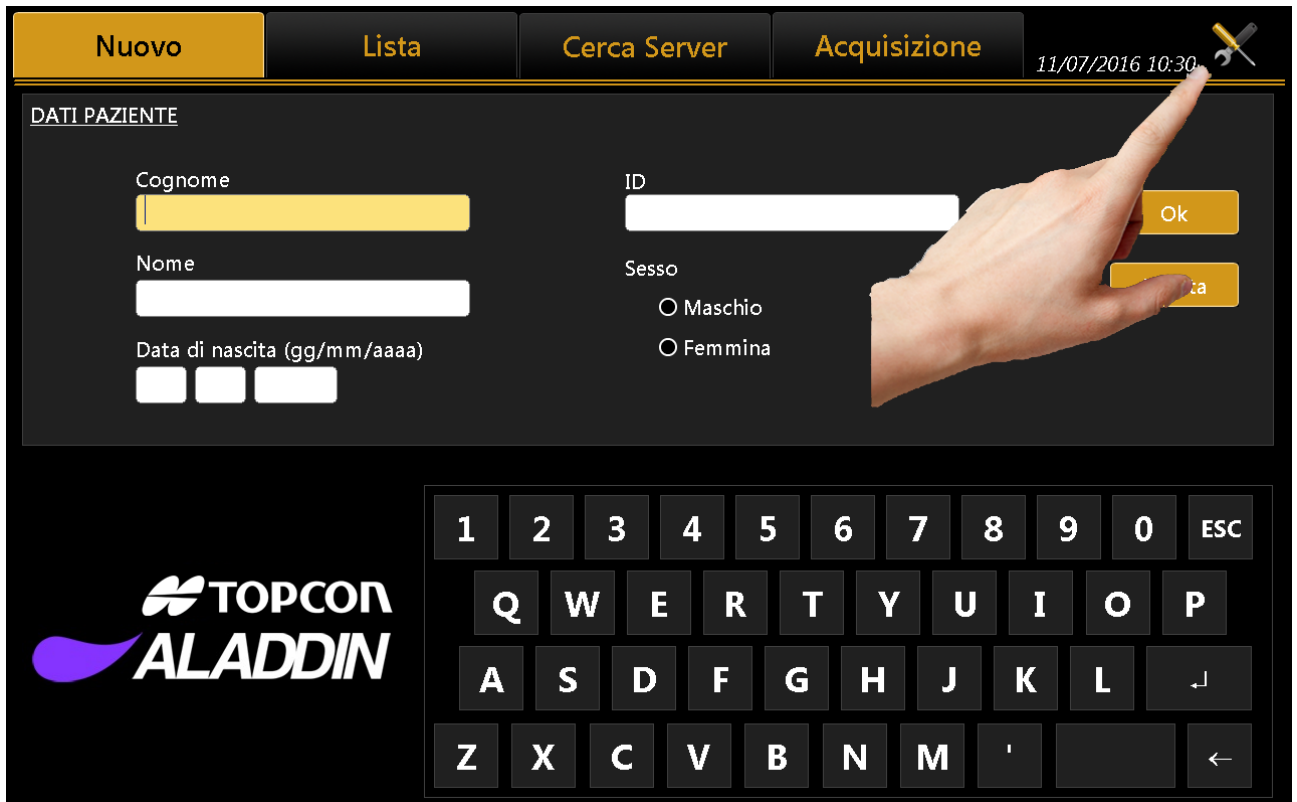 Nuovo Lista Cerca Server Acquisizione
11/07/2016 10:30
DATI PAZIENTE
Cognome
ID
Ok
Nome
Sesso
Maschio
Data di nascita (gg/mm/aaaa)
Femmina
1 2 3 4 5 6 7 8 9 0 ESC
Q W E R T Y U I O P
A S D F G H J K L ↵
Z X C V B N M ' ←
TOPCON
ALADDIN